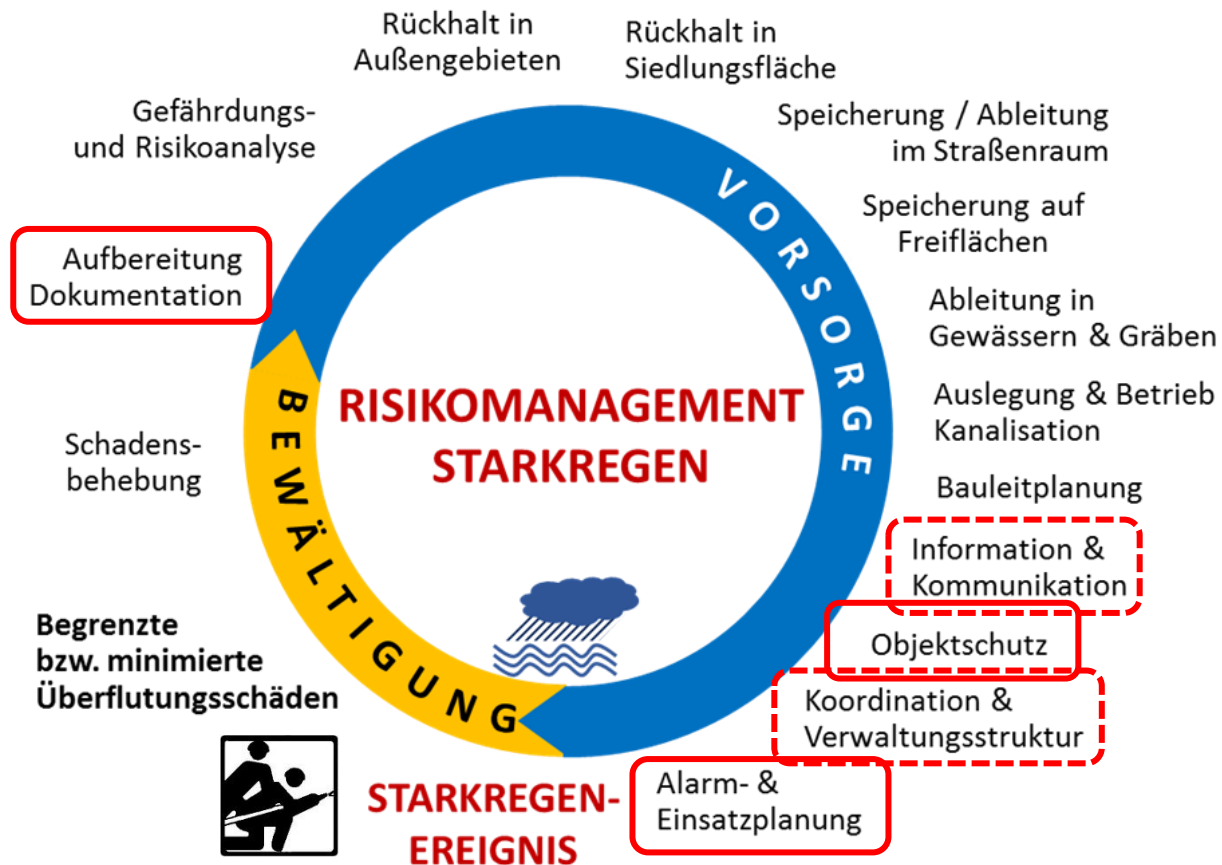 Rückhalt in
Außengebieten
Rückhalt in
Siedlungsfläche
Gefährdungs-
und Risikoanalyse
Speicherung / Ableitung
im Straßenraum
Speicherung auf
Freiflächen
Aufbereitung
Dokumentation
Ableitung in
Gewässern & Gräben
VORSORGE
RISIKOMANAGEMENT
STARKREGEN
BEWÄLTIGUNG
Auslegung & Betrieb
Kanalisation
Schadens-
behebung
Bauleitplanung
Information &
Kommunikation
Begrenzte
bzw. minimierte
Überflutungsschäden
Objektschutz
Koordination &
Verwaltungsstruktur
STARKREGEN-
EREIGNIS
Alarm- &
Einsatzplanung